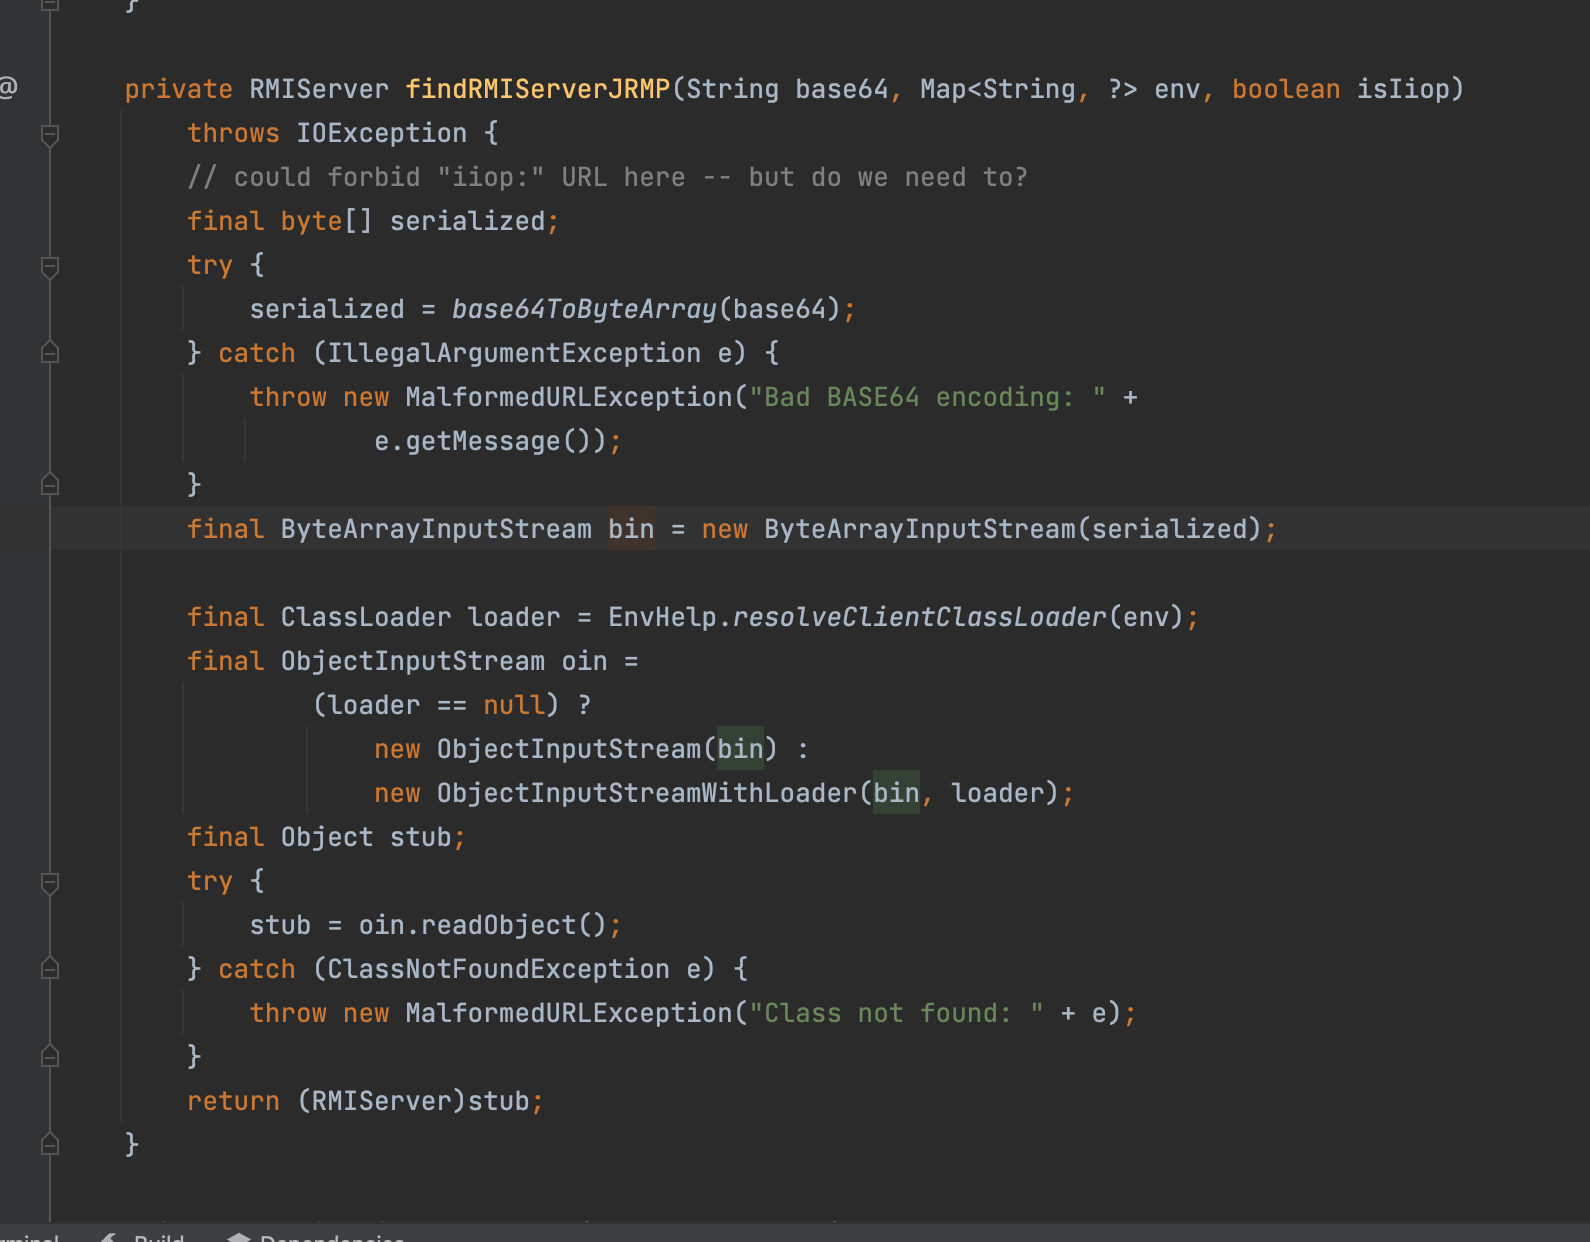 }
@
private RMIServer findRMIServerJRMP(String base64, Map<String, ?> env, boolean isIiop)
throws IOException {
// could forbid "iiop:" URL here -- but do we need to?
final byte[] serialized;
try {
serialized = base64ToByteArray(base64);
} catch (IllegalArgumentException e) {
throw new MalformedURLException("Bad BASE64 encoding: " +
e.getMessage());
}
final ByteArrayInputStream bin = new ByteArrayInputStream(serialized);
final ClassLoader loader = EnvHelp.resolveClientClassLoader(env);
final ObjectInputStream oin =
(loader == null) ?
new ObjectInputStream(bin) :
new ObjectInputStreamWithLoader(bin, loader);
final Object stub;
try {
stub = oin.readObject();
} catch (ClassNotFoundException e) {
throw new MalformedURLException("Class not found: " + e);
}
return (RMIServer)stub;
}
Build Dependencies